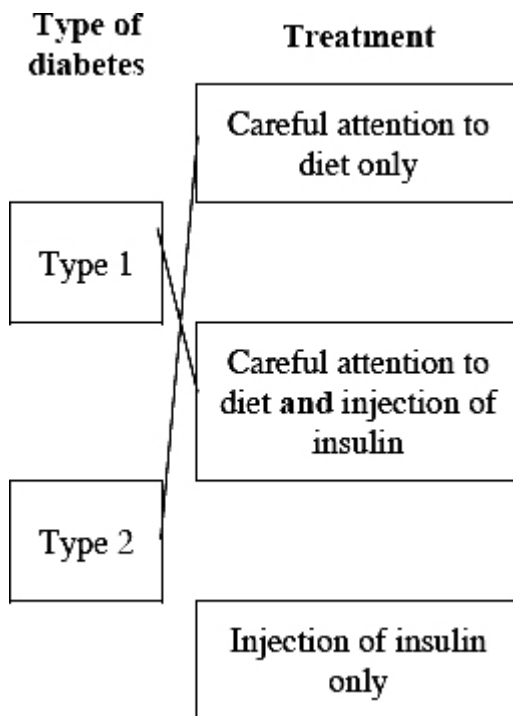 Type of
diabetes
Treatment
Careful attention to
diet only
Type 1
Careful attention to
diet and injection of
insulin
Type 2
Injection of insulin
only